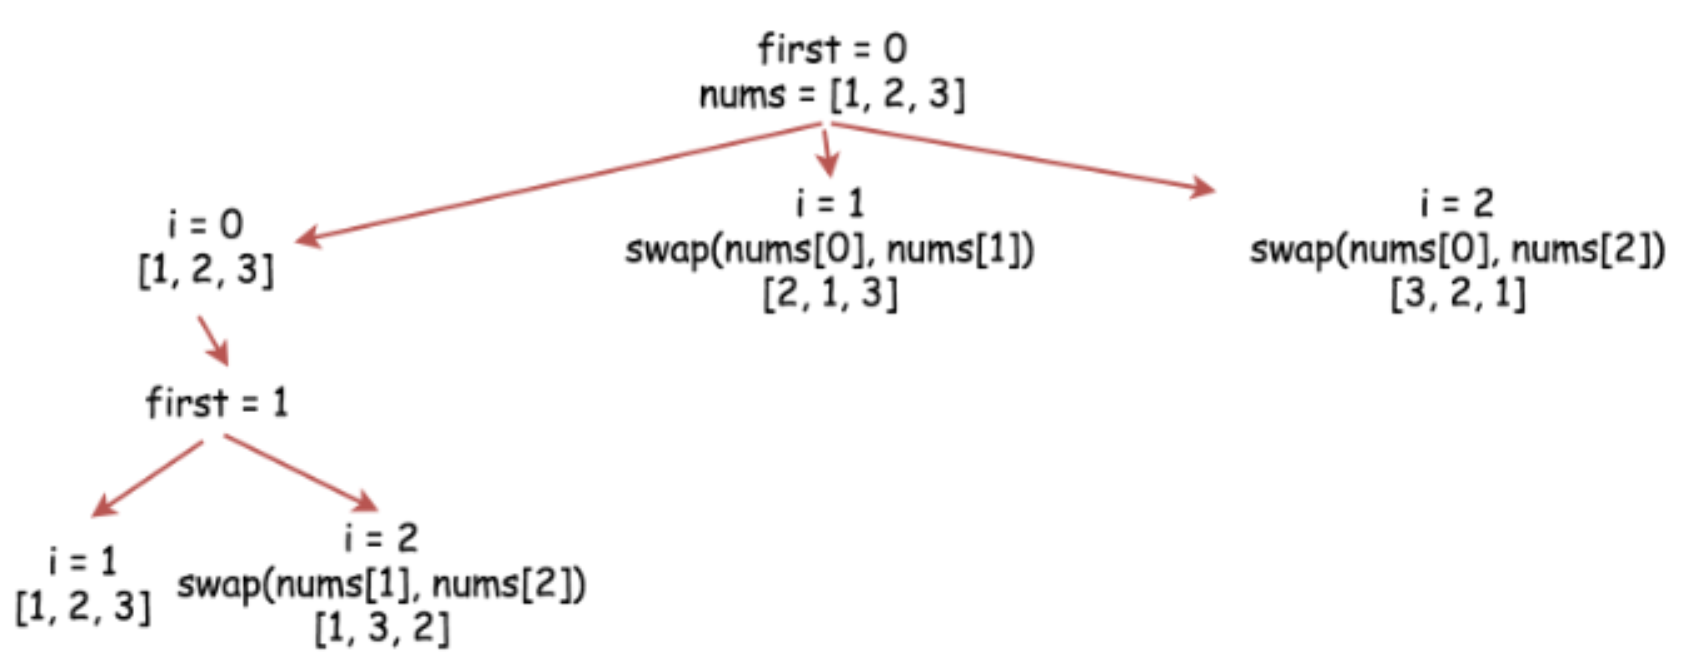 first = 0
nums = [1, 2, 3]
i = 0
[1, 2, 3]
i = 1
swap(nums[0], nums[1])
[2, 1, 3]
i = 2
swap(nums[0], nums[2])
[3, 2, 1]
first = 1
i = 1
[1, 2, 3]
i = 2
swap(nums[1], nums[2])
[1, 3, 2]